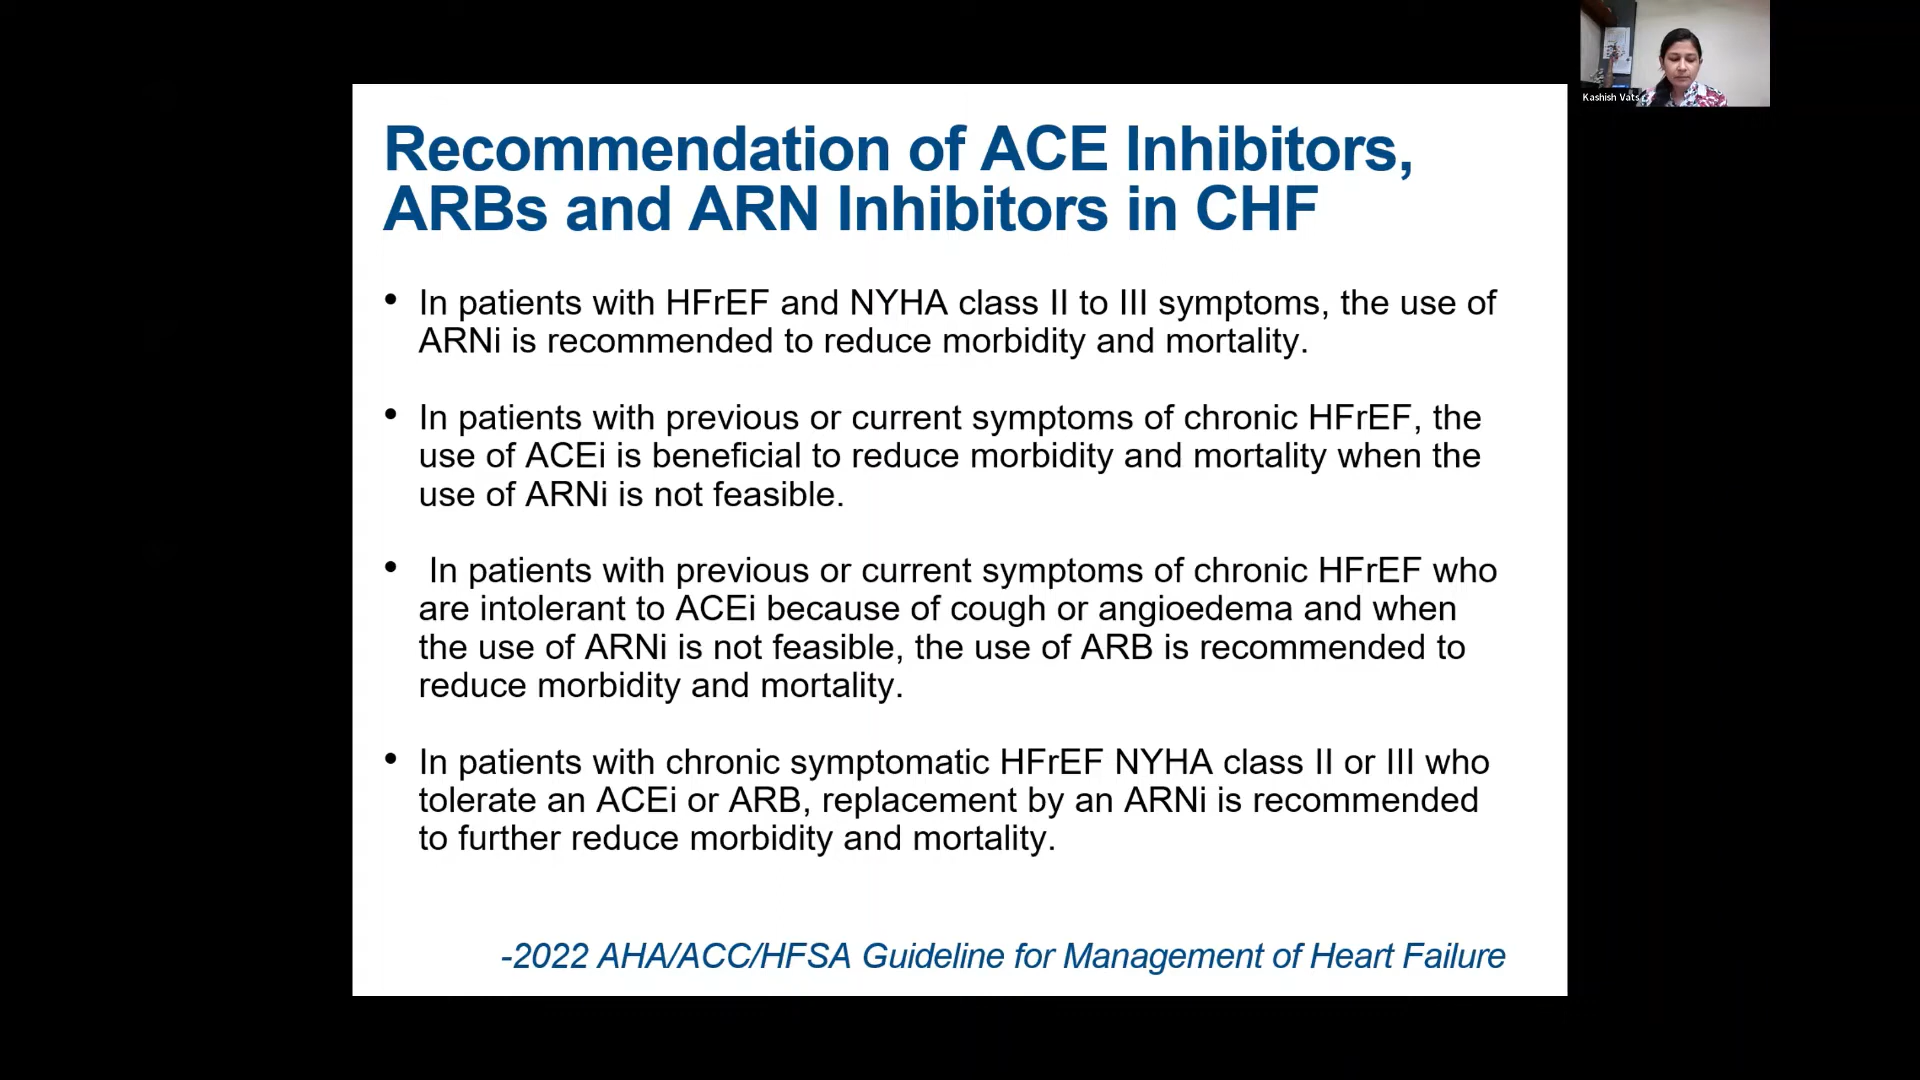 Kashish Vats
Recommendation of ACE Inhibitors,
ARBs and ARN Inhibitors in CHF
• In patients with HFrEF and NYHA class II to III symptoms, the use of
ARNi is recommended to reduce morbidity and mortality.
• In patients with previous or current symptoms of chronic HFrEF, the
use of ACEi is beneficial to reduce morbidity and mortality when the
use of ARNi is not feasible.
• In patients with previous or current symptoms of chronic HFrEF who
are intolerant to ACEi because of cough or angioedema and when
the use of ARNi is not feasible, the use of ARB is recommended to
reduce morbidity and mortality.
• In patients with chronic symptomatic HFrEF NYHA class II or III who
tolerate an ACEi or ARB, replacement by an ARNi is recommended
to further reduce morbidity and mortality.
-2022 AHA/ACC/HFSA Guideline for Management of Heart Failure